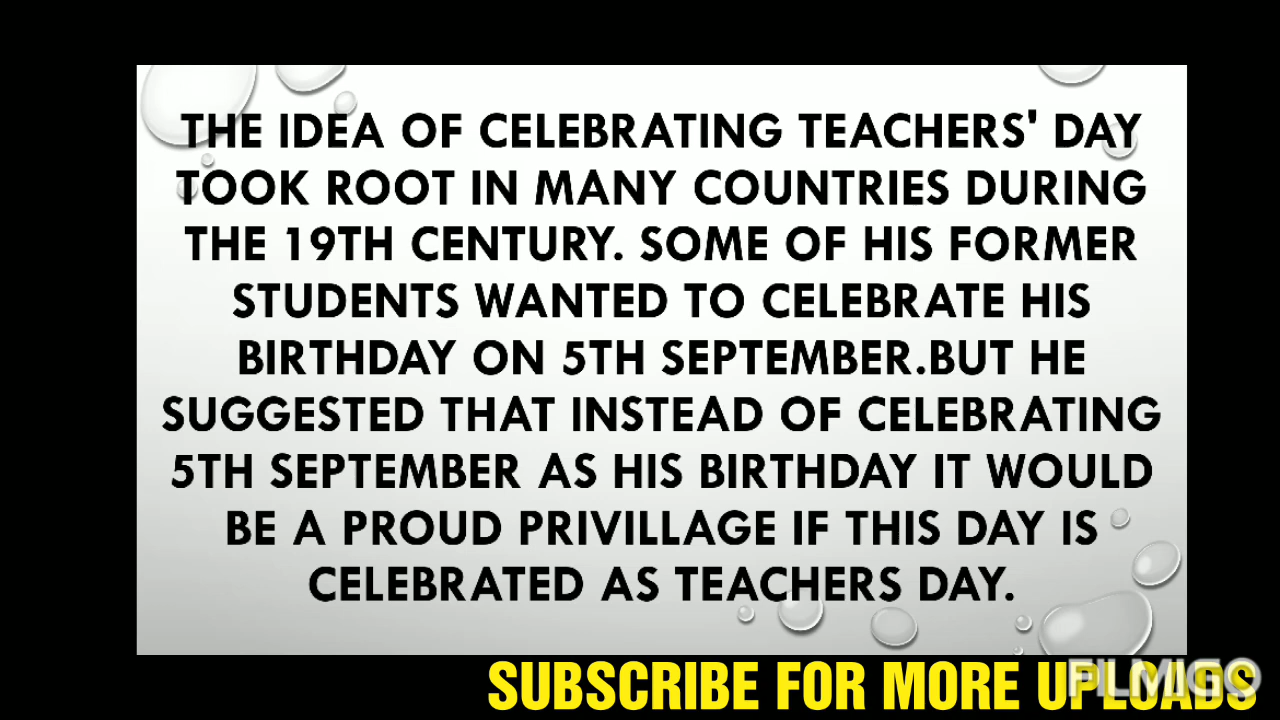 THE IDEA OF CELEBRATING TEACHERS' DAY
TOOK ROOT IN MANY COUNTRIES DURING
THE 19TH CENTURY. SOME OF HIS FORMER
STUDENTS WANTED TO CELEBRATE HIS
BIRTHDAY ON 5TH SEPTEMBER.BUT HE
SUGGESTED THAT INSTEAD OF CELEBRATING
5TH SEPTEMBER AS HIS BIRTHDAY IT WOULD
BE A PROUD PRIVILLAGE IF THIS DAY IS
CELEBRATED AS TEACHERS DAY.
SUBSCRIBE FOR MORE UPLOADS
FILMIGO